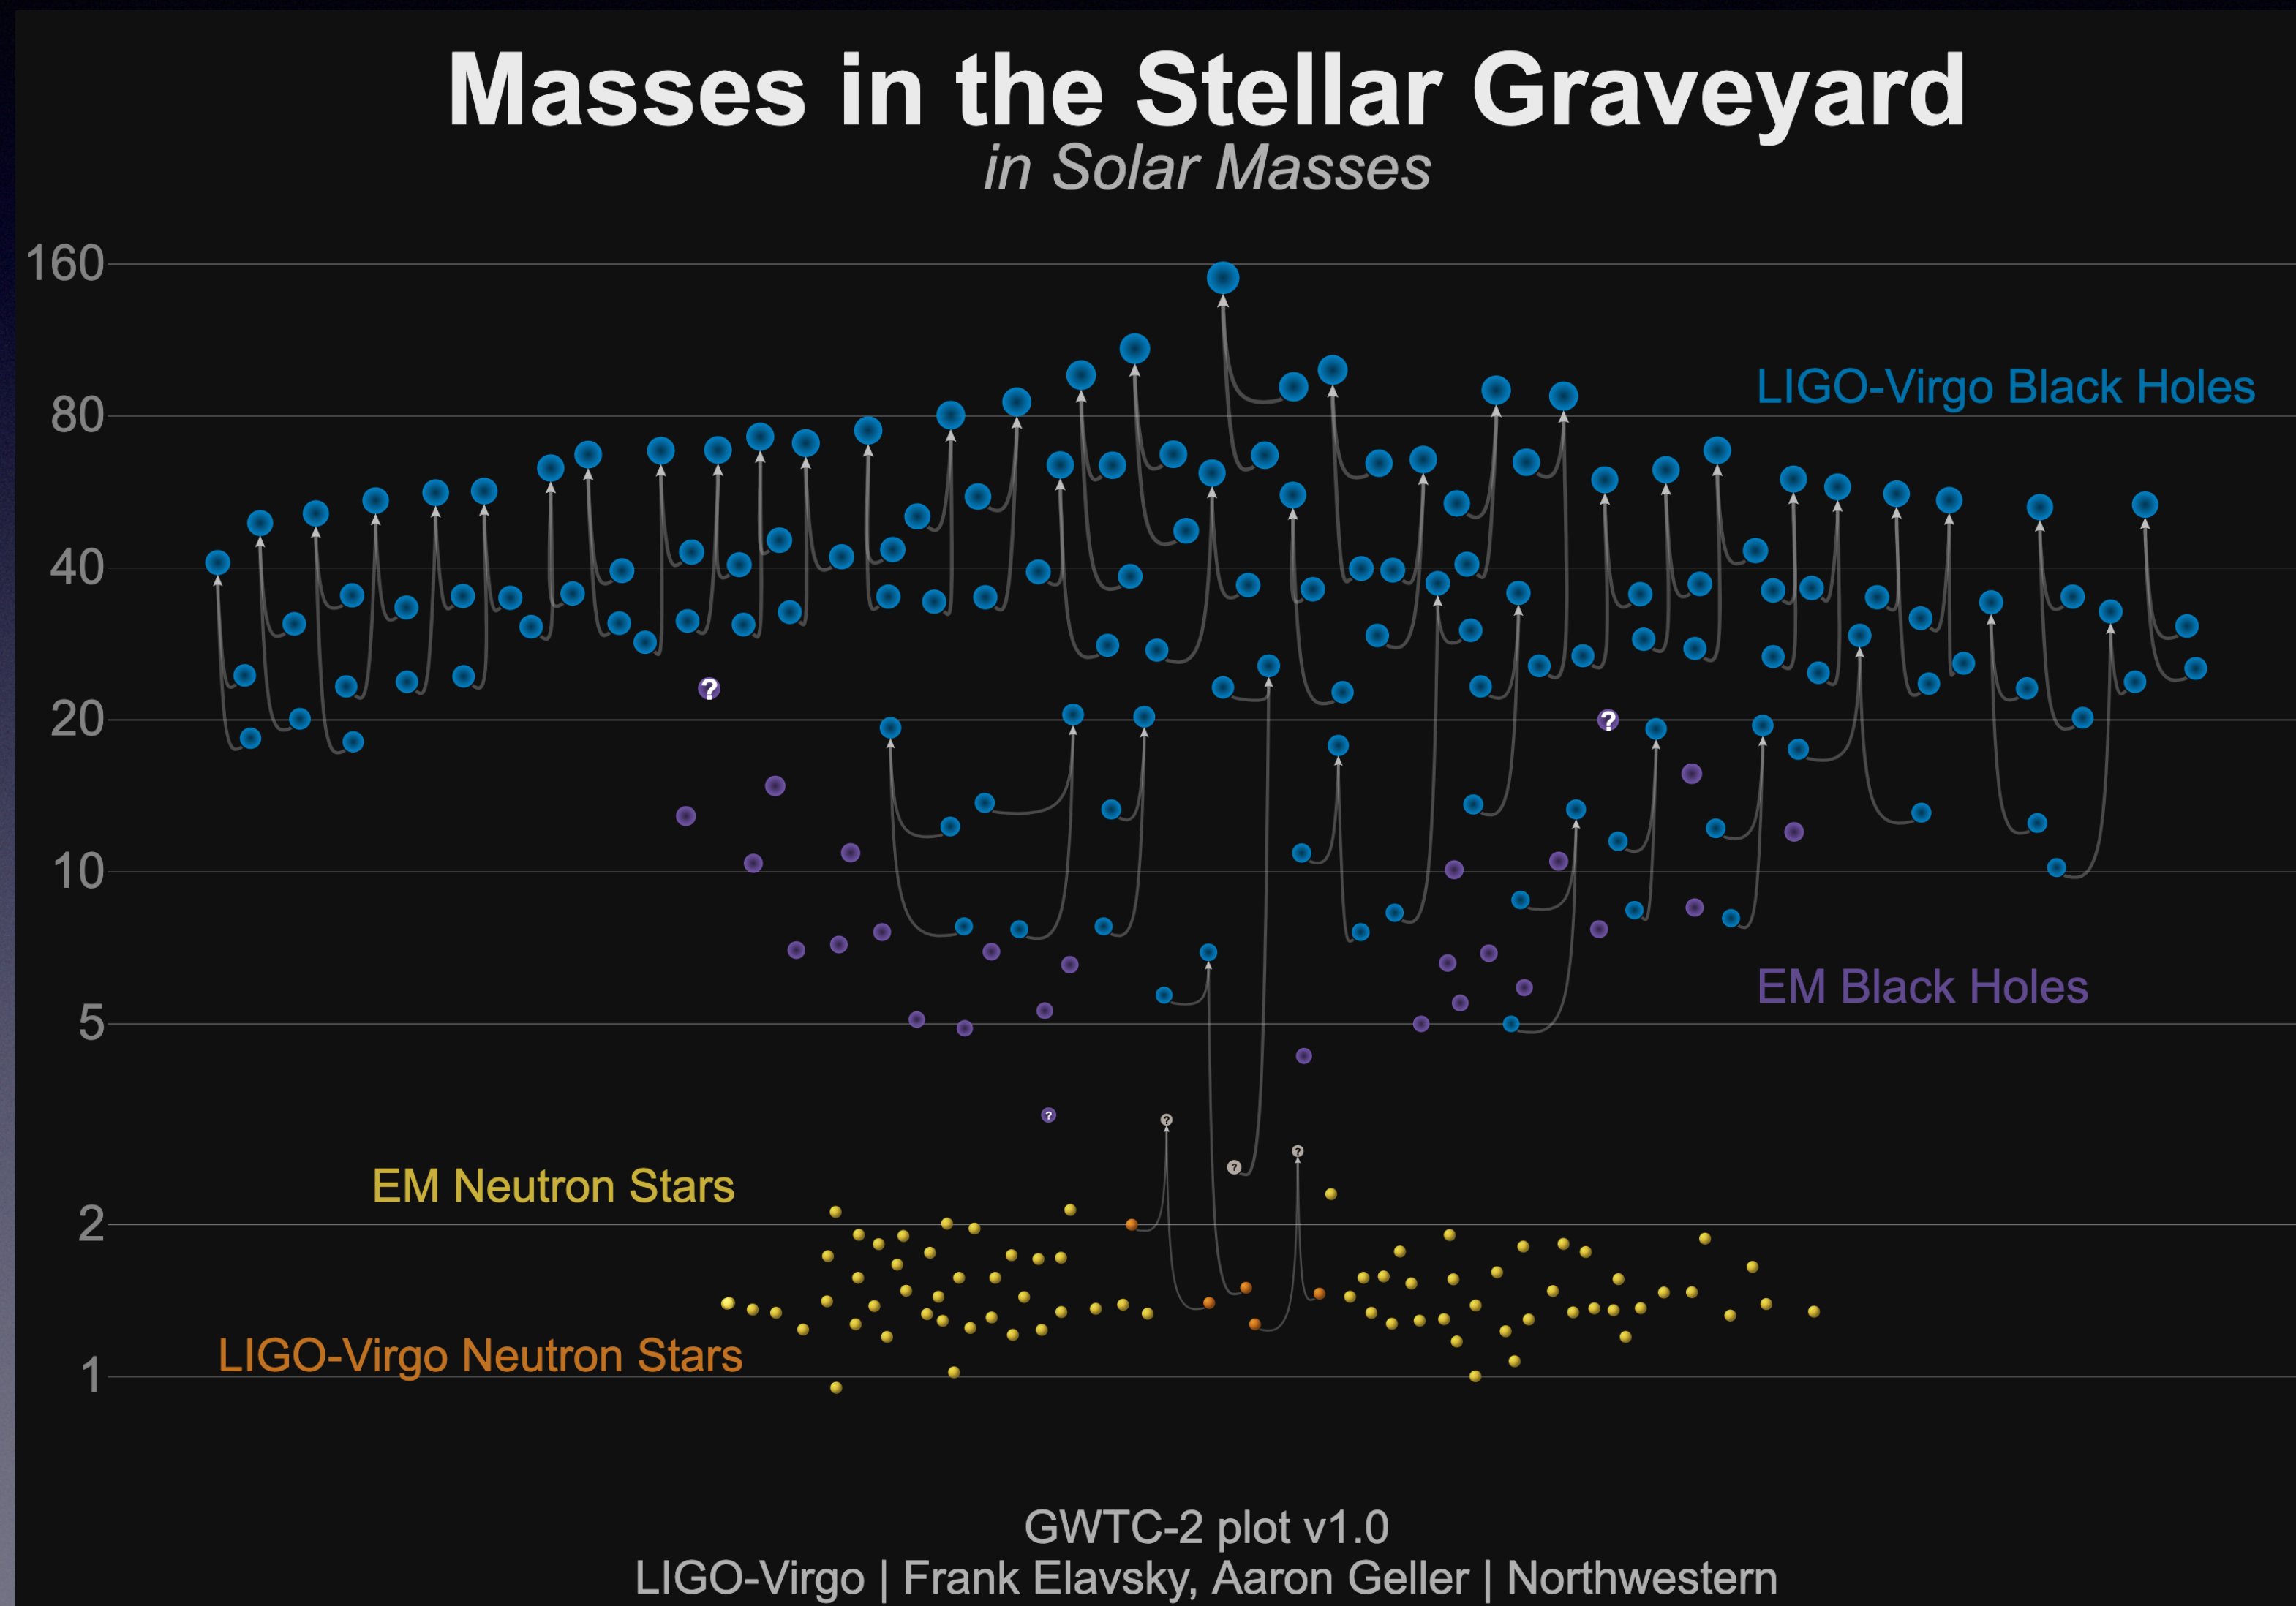 Masses in the Stellar Graveyard
in Solar Masses
160
80
LIGO-Virgo Black Holes
40
?
20
?
10
EM Black Holes
5
?
?
?
?
EM Neutron Stars
2
LIGO-Virgo Neutron Stars
1
GWTC-2 plot v1.0
LIGO-Virgo | Frank Elavsky, Aaron Geller | Northwestern